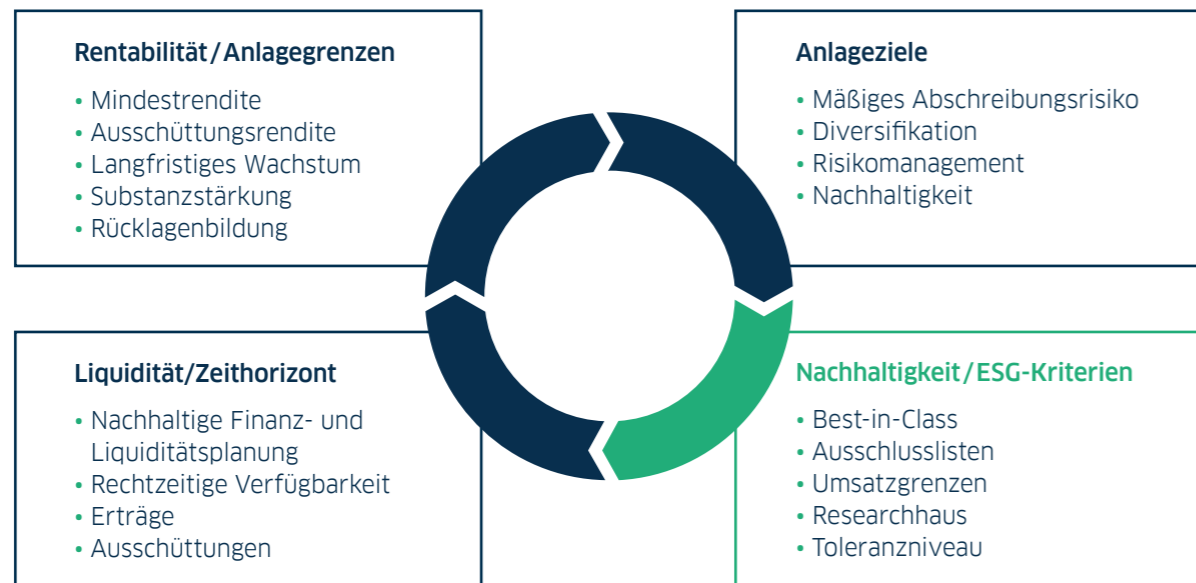 Rentabilität / Anlagegrenzen
• Mindestrendite
• Ausschüttungsrendite
• Langfristiges Wachstum
• Substanzstärkung
• Rücklagenbildung
Anlageziele
• Mäßiges Abschreibungsrisiko
• Diversifikation
• Risikomanagement
• Nachhaltigkeit
Liquidität/Zeithorizont
• Nachhaltige Finanz- und
Liquiditätsplanung
• Rechtzeitige Verfügbarkeit
• Erträge
• Ausschüttungen
Nachhaltigkeit / ESG-Kriterien
• Best-in-Class
• Ausschlusslisten
• Umsatzgrenzen
• Researchhaus
• Toleranzniveau